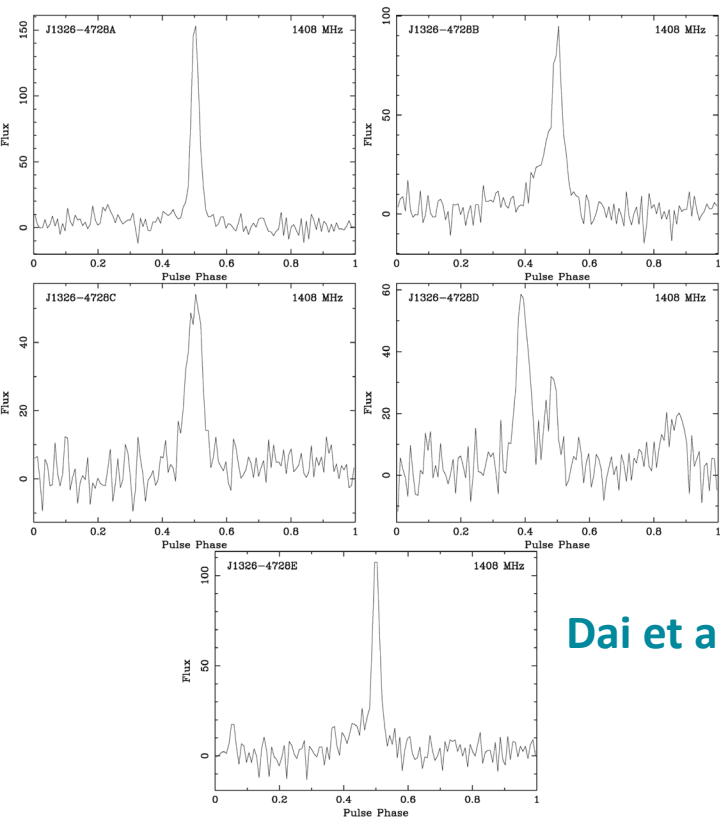 J1326-4728A 1408 MHz
150
100
50
0
Flux
0 0.2 0.4 0.6 0.8 1
Pulse Phase
J1326-4728B 1408 MHz
100
50
0
Flux
0 0.2 0.4 0.6 0.8 1
Pulse Phase
J1326-4728C 1408 MHz
40
20
0
Flux
0 0.2 0.4 0.6 0.8 1
Pulse Phase
J1326-4728D 1408 MHz
60
40
20
0
Flux
0 0.2 0.4 0.6 0.8 1
Pulse Phase
J1326-4728E 1408 MHz
100
50
0
Flux
0 0.2 0.4 0.6 0.8 1
Pulse Phase
Dai et a